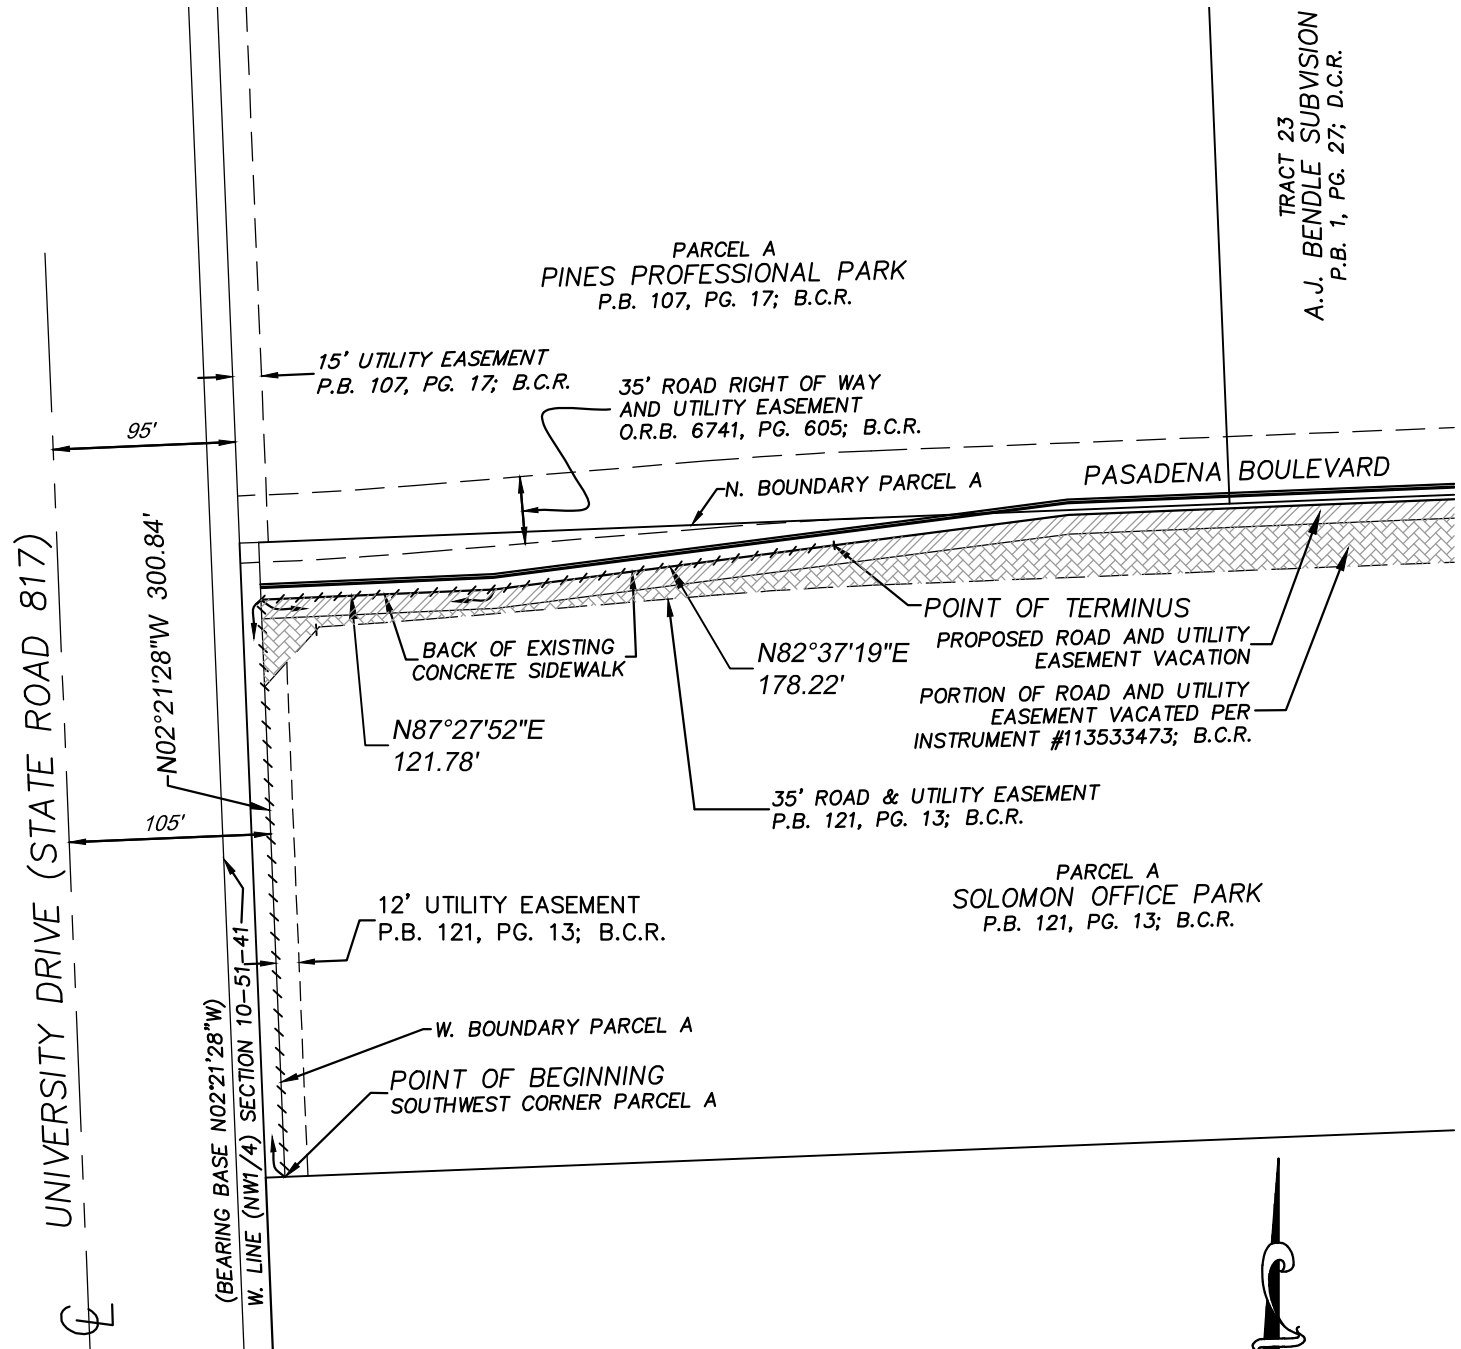 TRACT 23
A.J. BENDLE SUBVISION
P.B. 1, PG. 27; D.C.R.
PARCEL A
PINES PROFESSIONAL PARK
P.B. 107, PG. 17; B.C.R.
15' UTILITY EASEMENT
P.B. 107, PG. 17; B.C.R.
35' ROAD RIGHT OF WAY
AND UTILITY EASEMENT
O.R.B. 6741, PG. 605; B.C.R.
95'
PASADENA BOULEVARD
N. BOUNDARY PARCEL A
UNIVERSITY DRIVE (STATE ROAD 817)
N02°21'28"W 300.84'
POINT OF TERMINUS
PROPOSED ROAD AND UTILITY
EASEMENT VACATION
BACK OF EXISTING
CONCRETE SIDEWALK
N82°37'19"E
178.22'
PORTION OF ROAD AND UTILITY
EASEMENT VACATED PER
INSTRUMENT #113533473; B.C.R.
N87°27'52"E
121.78'
35' ROAD & UTILITY EASEMENT
P.B. 121, PG. 13; B.C.R.
105'
PARCEL A
SOLOMON OFFICE PARK
P.B. 121, PG. 13; B.C.R.
12' UTILITY EASEMENT
P.B. 121, PG. 13; B.C.R.
(BEARING BASE N02°21'28"W)
W. LINE (NW1/4) SECTION 10-51-41
W. BOUNDARY PARCEL A
POINT OF BEGINNING
SOUTHWEST CORNER PARCEL A
CL